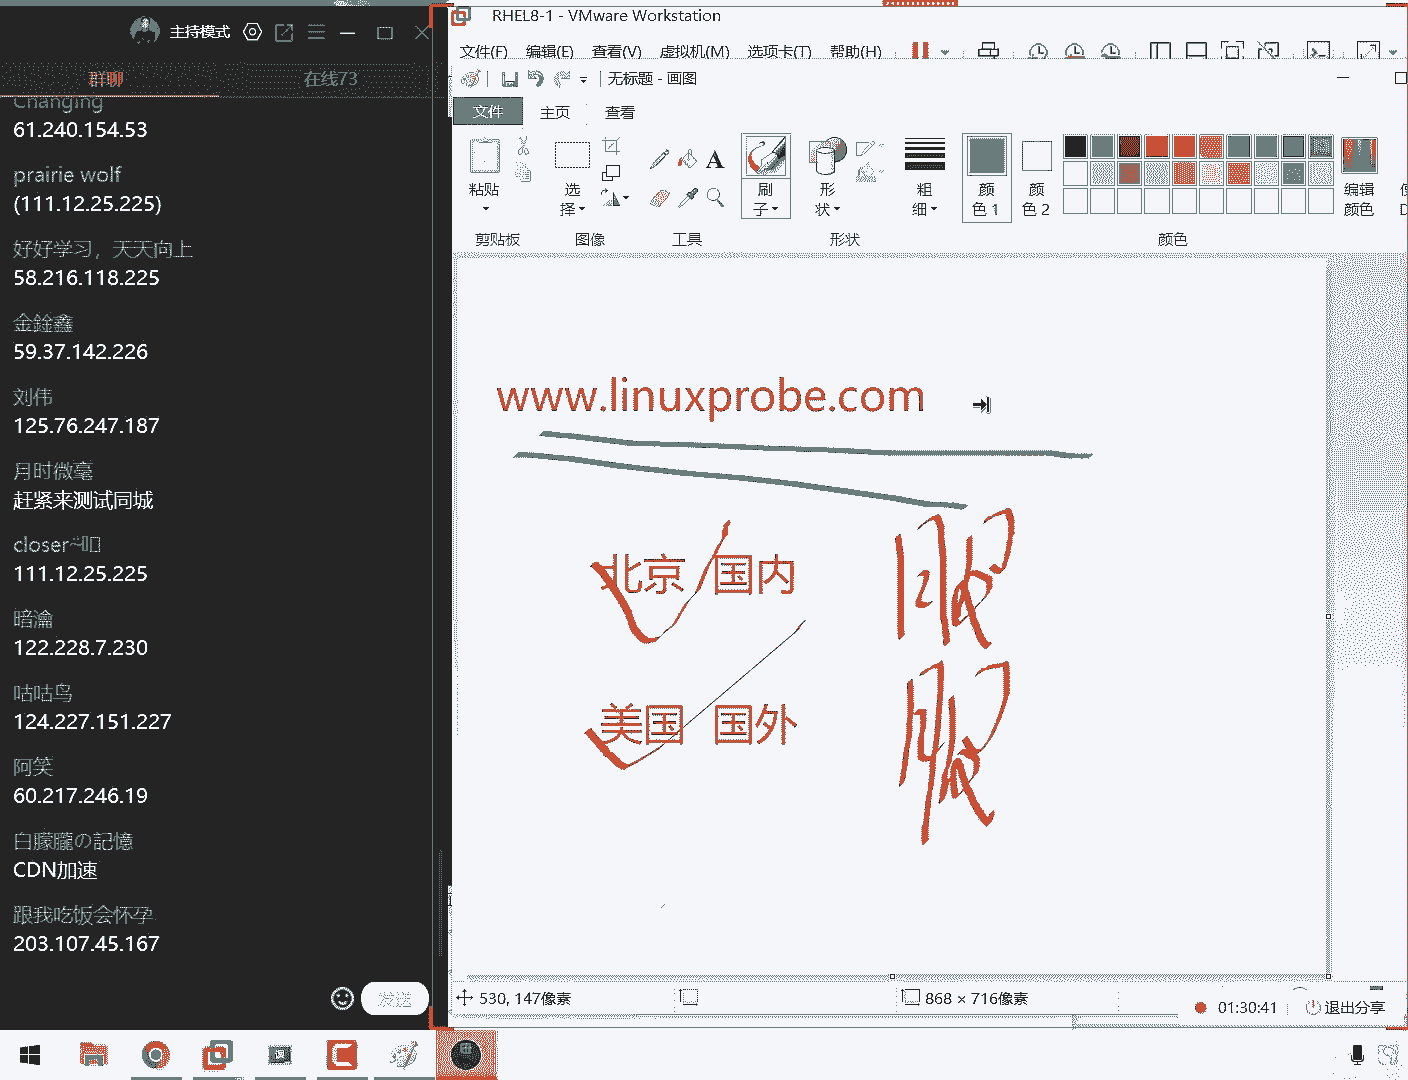 主持模式
群聊 在线73
Changing
61.240.154.53
prairie wolf
(111.12.25.225)
好好学习，天天向上
58.216.118.225
金鍂鑫
59.37.142.226
刘伟
125.76.247.187
月时微毫
赶紧来测试同城
closer
111.12.25.225
暗瀹
122.228.7.230
咕咕鸟
124.227.151.227
阿笑
60.217.246.19
白朦朧の記憶
CDN加速
跟我吃饭会怀孕
203.107.45.167
发送
RHEL8-1 - VMware Workstation
文件(F) 编辑(E) 查看(V) 虚拟机(M) 选项卡(T) 帮助(H)
无标题 - 画图
文件 主页 查看
粘贴 选择 A 刷子 形状 粗细 颜色 1 颜色 2 编辑颜色
剪贴板 图像 工具 形状 颜色
www.linuxprobe.com
北京 国内 服
美国 国外 服
530, 147像素 868 × 716像素
01:30:41 退出分享